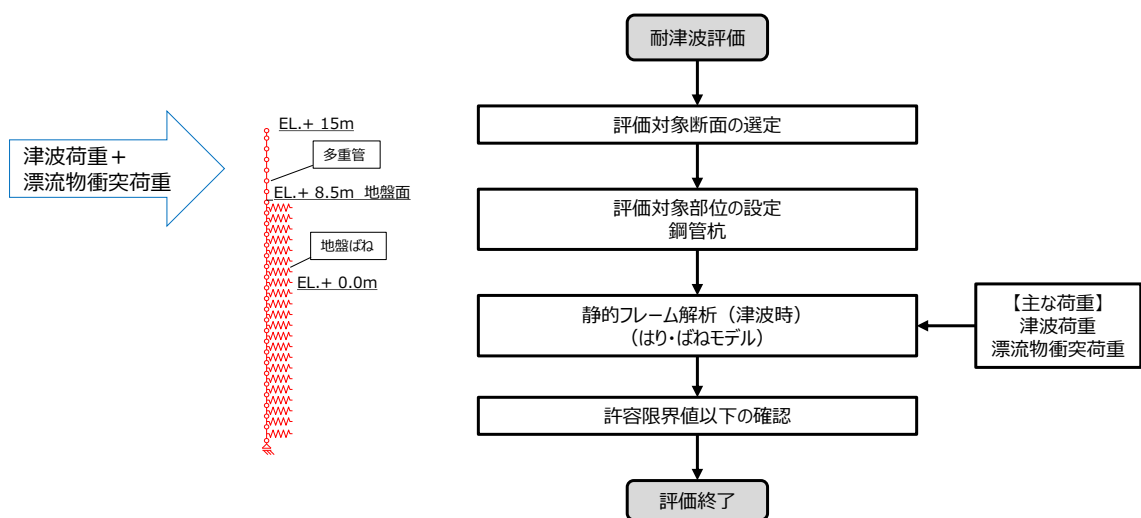 津波荷重＋
漂流物衝突荷重
EL.+ 15m
多重管
EL.+ 8.5m 地盤面
地盤ばね
EL.+ 0.0m
耐津波評価
評価対象断面の選定
評価対象部位の設定
鋼管杭
静的フレーム解析（津波時）
（はり・ばねモデル）
【主な荷重】
津波荷重
漂流物衝突荷重
許容限界値以下の確認
評価終了